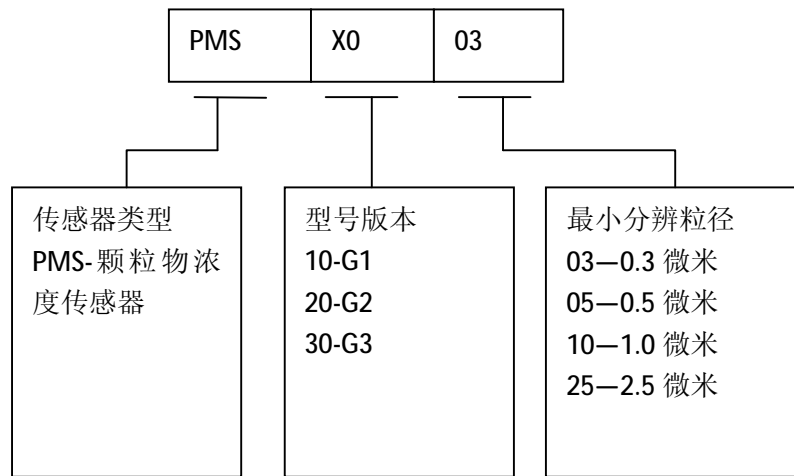 PMS X0 03
传感器类型
PMS-颗粒物浓
度传感器
型号版本
10-G1
20-G2
30-G3
最小分辨粒径
03—0.3 微米
05—0.5 微米
10—1.0 微米
25—2.5 微米